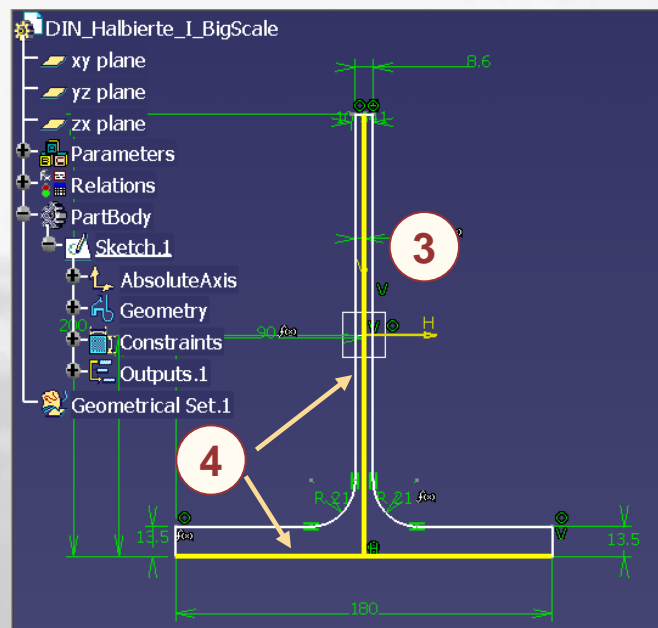 DIN_Halbierte_I_BigScale
8.6
xy plane
yz plane
zx plane
Parameters
Relations
PartBody
3
Sketch.1
V
AbsoluteAxis
Geometry
200
90 f(x)
V
H
Constraints
Outputs.1
Geometrical Set.1
4
R 21
R 21 f(x)
f(x)
13.5
V
13.5
H
180